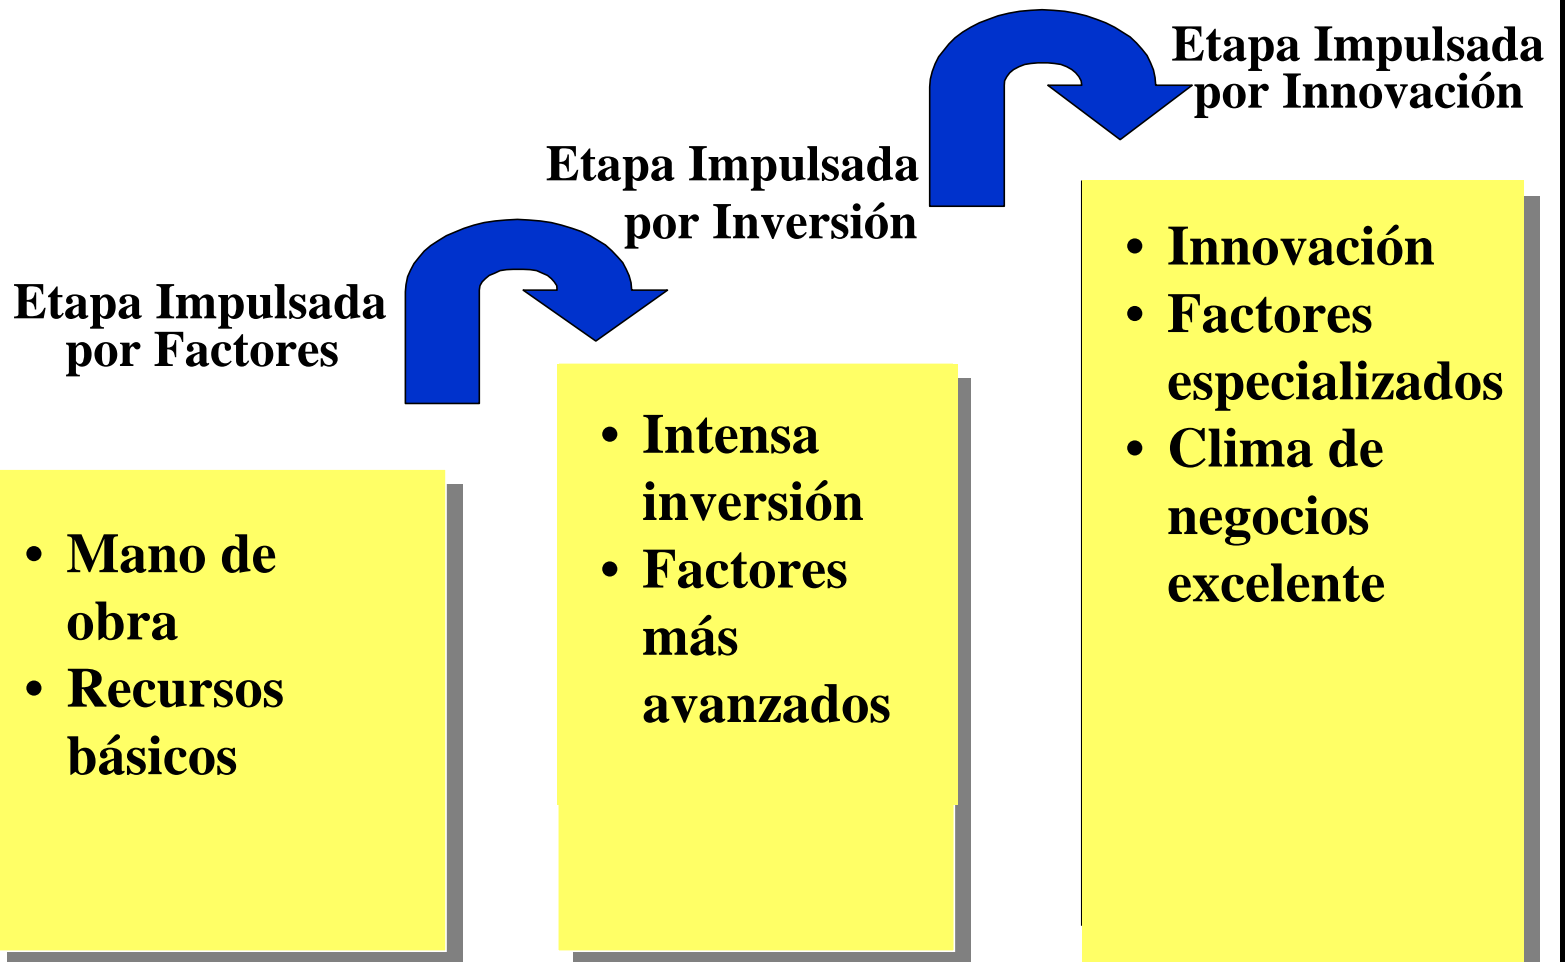 Etapa Impulsada
por Factores
• Mano de
obra
• Recursos
básicos
Etapa Impulsada
por Inversión
• Intensa
inversión
• Factores
más
avanzados
Etapa Impulsada
por Innovación
• Innovación
• Factores
especializados
• Clima de
negocios
excelente